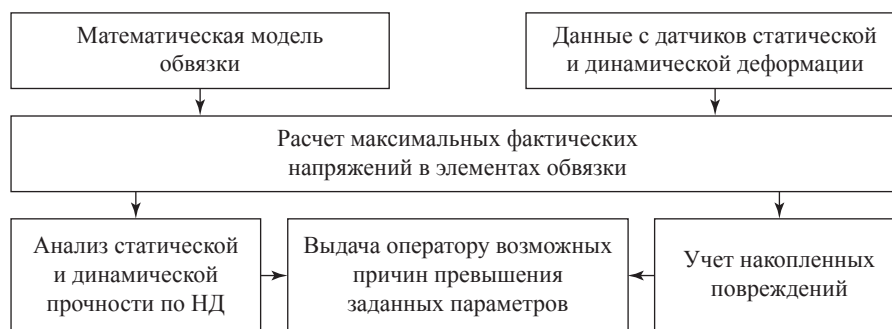 Математическая модель
обвязки
Данные с датчиков статической
и динамической деформации
Расчет максимальных фактических
напряжений в элементах обвязки
Анализ статической
и динамической
прочности по НД
Выдача оператору возможных
причин превышения
заданных параметров
Учет накопленных
повреждений